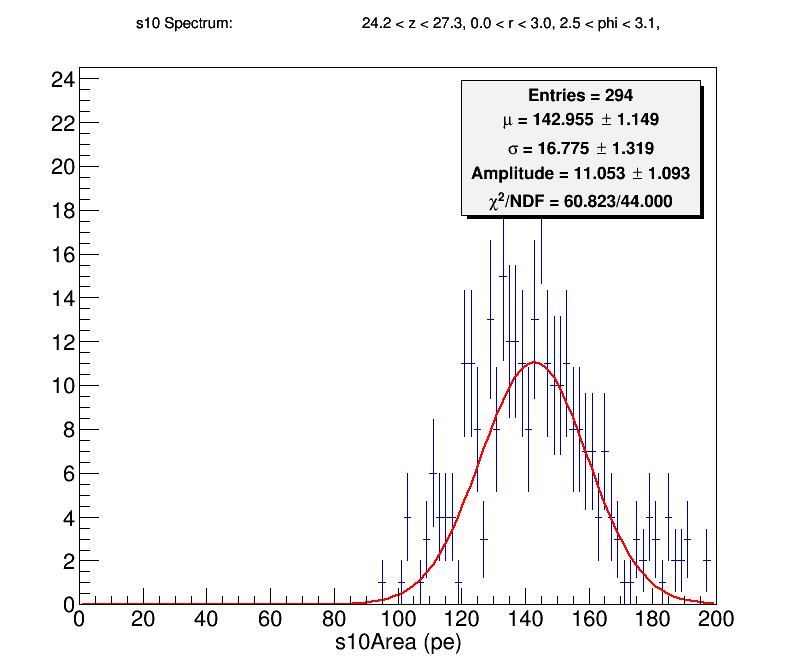 s10 Spectrum: 24.2 < z < 27.3, 0.0 < r < 3.0, 2.5 < phi < 3.1,
Entries = 294
μ = 142.955 ± 1.149
σ = 16.775 ± 1.319
Amplitude = 11.053 ± 1.093
χ²/NDF = 60.823/44.000
24
22
20
18
16
14
12
10
8
6
4
2
0
0 20 40 60 80 100 120 140 160 180 200
s10Area (pe)